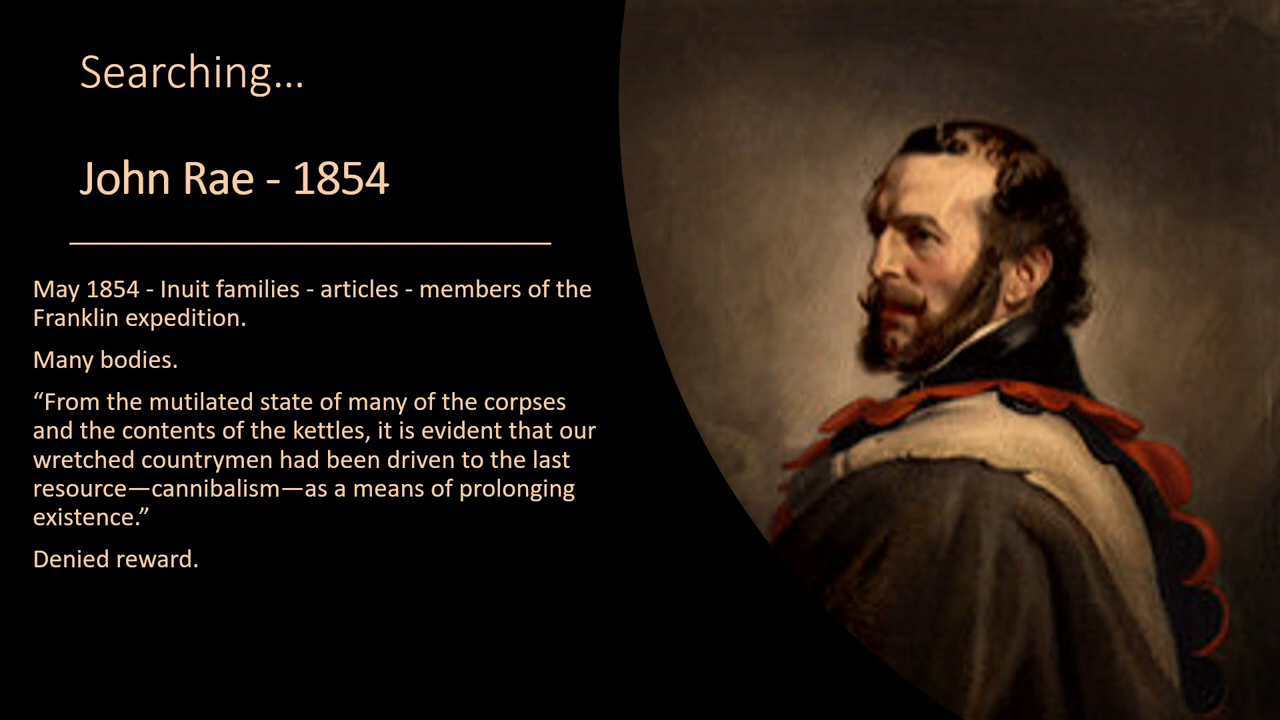 Searching...
John Rae - 1854
May 1854 - Inuit families - articles - members of the
Franklin expedition.
Many bodies.
“From the mutilated state of many of the corpses
and the contents of the kettles, it is evident that our
wretched countrymen had been driven to the last
resource—cannibalism—as a means of prolonging
existence.”
Denied reward.